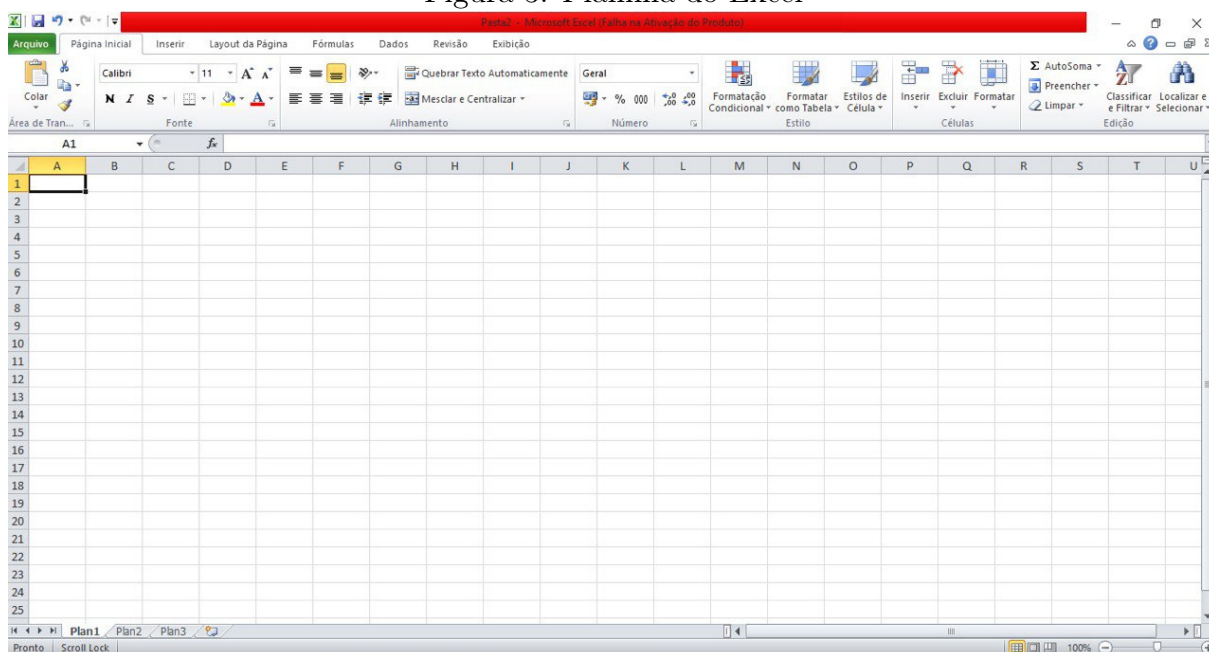 Figura 3: Planilha do Excel
Pasta2 - Microsoft Excel (Falha na Ativação do Produto)
Arquivo Página Inicial Inserir Layout da Página Fórmulas Dados Revisão Exibição
Calibri 11 Quebrar Texto Automaticamente Geral Σ AutoSoma
Colar N I S A Mesclar e Centralizar % 000 Formatação Condicional Formatar como Tabela Estilos de Célula Inserir Excluir Formatar Preencher Limpar Classificar e Filtrar Localizar e Selecionar
Área de Tran... Fonte Alinhamento Número Estilo Células Edição
A1 fx
A B C D E F G H I J K L M N O P Q R S T U
1
2
3
4
5
6
7
8
9
10
11
12
13
14
15
16
17
18
19
20
21
22
23
24
25
Plan1 Plan2 Plan3
Pronto Scroll Lock 100%